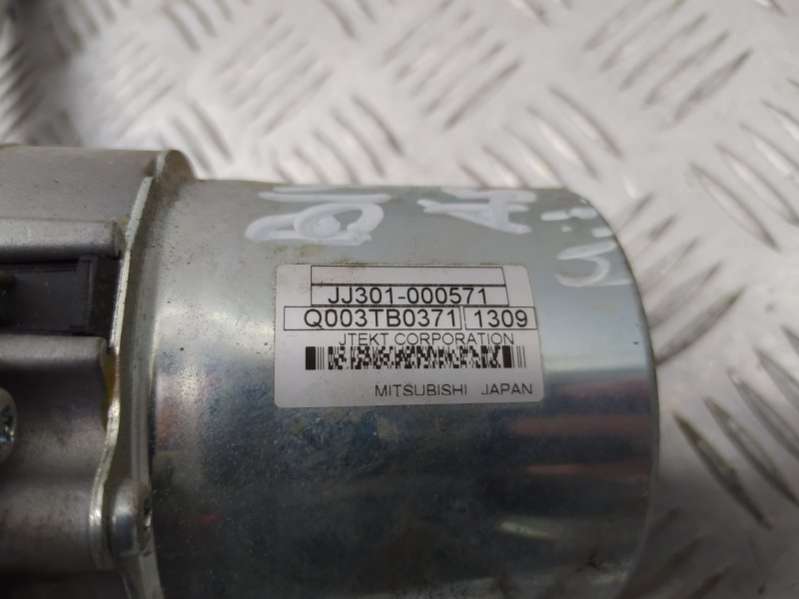 JJ301-000571
Q003TB0371 1309
JTEKT CORPORATION
MITSUBISHI JAPAN